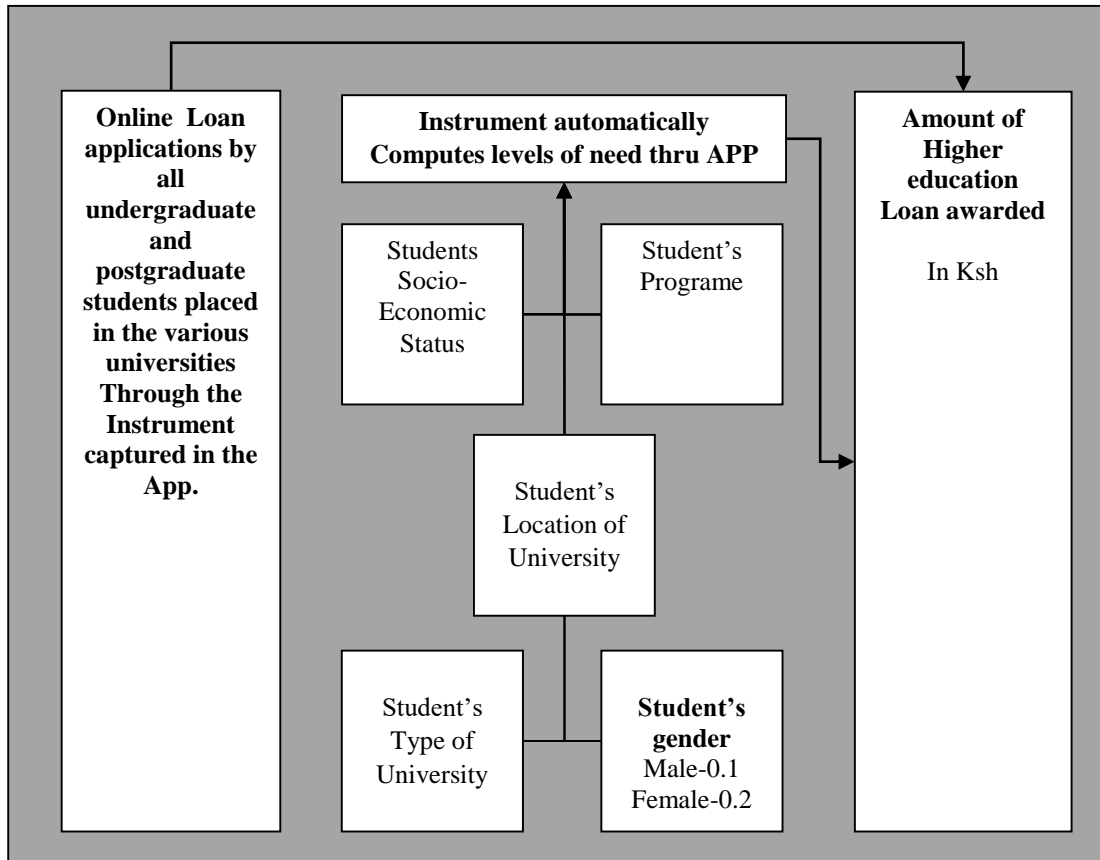 Online Loan
applications by
all
undergraduate
and
postgraduate
students placed
in the various
universities
Through the
Instrument
captured in the
App.
Instrument automatically
Computes levels of need thru APP
Students
Socio-
Economic
Status
Student’s
Programe
Student’s
Location of
University
Student’s
Type of
University
Student’s
gender
Male-0.1
Female-0.2
Amount of
Higher
education
Loan awarded
In Ksh